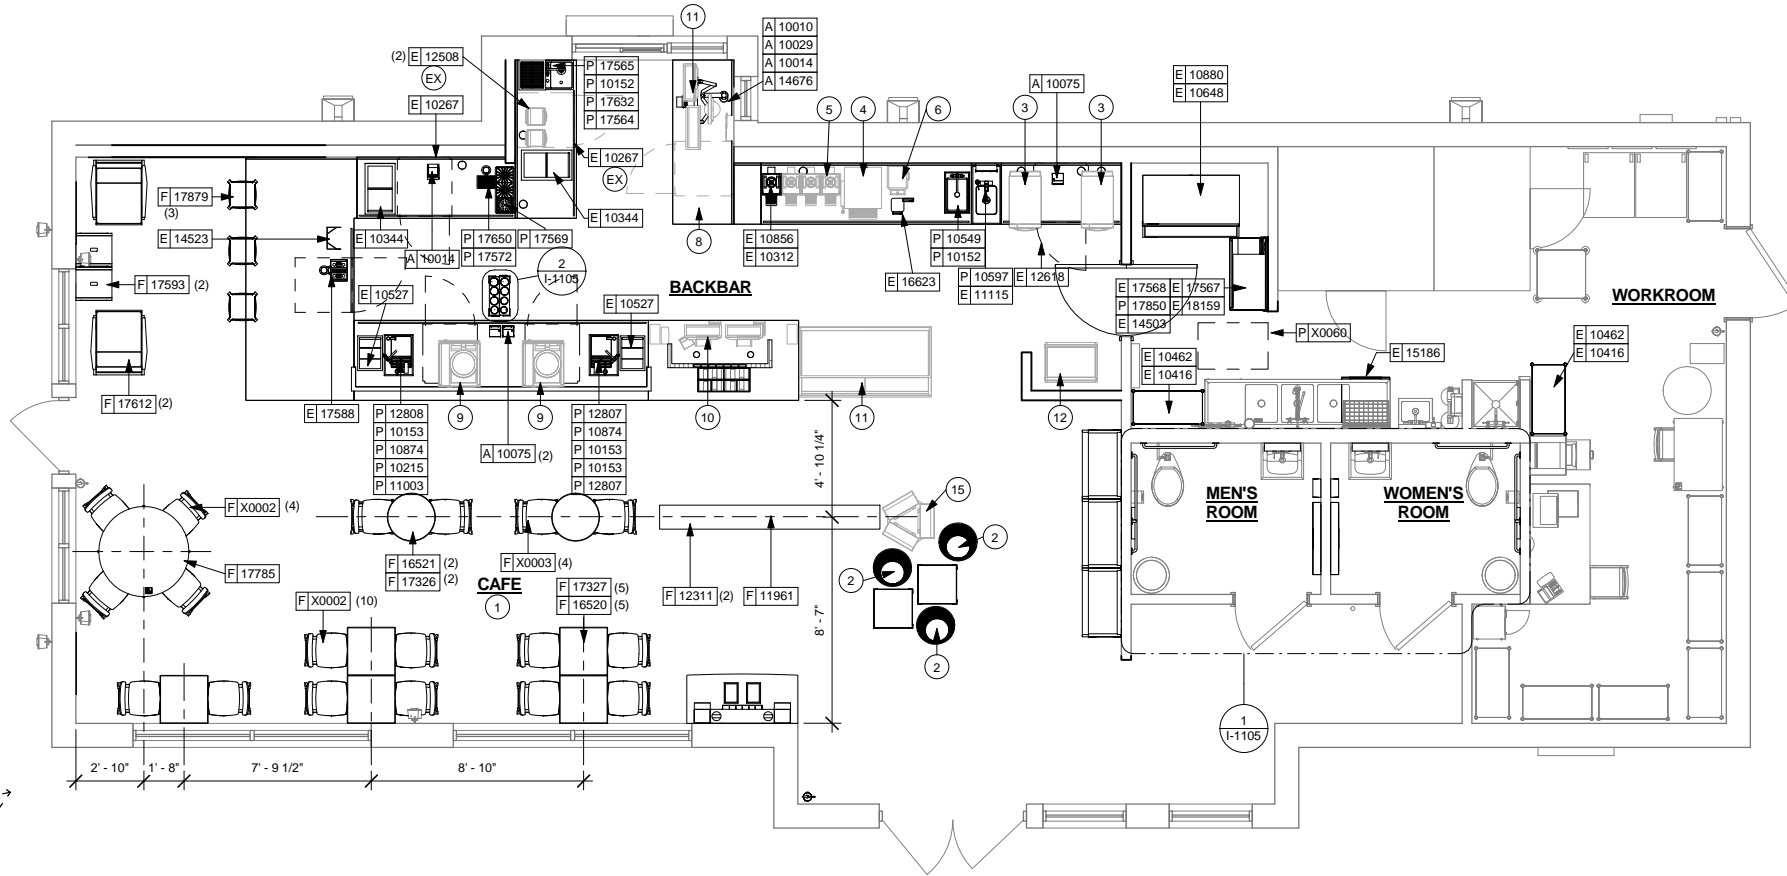 11
A 10010
A 10029
A 10014
A 14676
(2) E 12508
EX
E 10267
P 17565
P 10152
P 17632
P 17564
E 10267
EX
E 10344
5
4
6
3
A 10075
3
E 10880
E 10648
F 17879
(3)
E 14523
F 17593 (2)
F 17612 (2)
E 10344
A 10014
P 17650
P 17572
P 17569
2
I-1105
E 10527
E 10527
BACKBAR
8
E 10856
E 10312
E 16623
P 10549
P 10152
P 10597
E 11115
E 12618
E 17568
P 17850
E 14503
E 17567
E 18159
P X0060
WORKROOM
E 10462
E 10416
E 15186
E 10462
E 10416
E 17588
P 12808
P 10153
P 10874
P 10215
P 11003
9
A 10075 (2)
9
P 12807
P 10874
P 10153
P 10153
P 12807
10
11
12
4' - 10 1/4"
MEN'S
ROOM
WOMEN'S
ROOM
F X0002 (4)
F 17785
F 16521 (2)
F 17326 (2)
F X0003 (4)
CAFE
1
F X0002 (10)
F 17327 (5)
F 16520 (5)
F 12311 (2)
F 11961
15
2
2
2
8' - 7"
1
I-1105
2' - 10"
1' - 8"
7' - 9 1/2"
8' - 10"